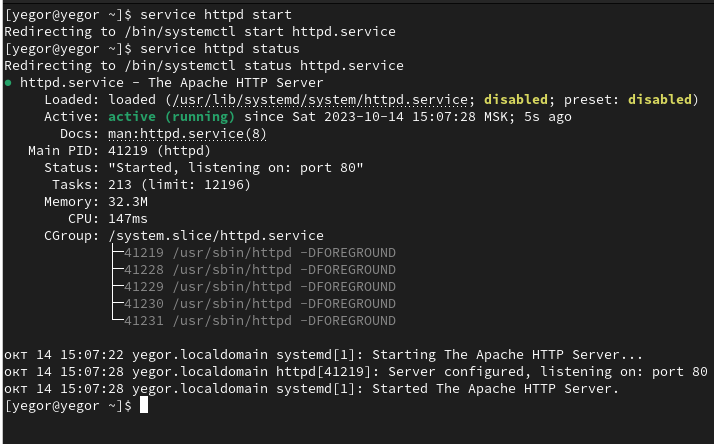 [yegor@yegor ~]$ service httpd start
Redirecting to /bin/systemctl start httpd.service
[yegor@yegor ~]$ service httpd status
Redirecting to /bin/systemctl status httpd.service
● httpd.service - The Apache HTTP Server
     Loaded: loaded (/usr/lib/systemd/system/httpd.service; disabled; preset: disabled)
     Active: active (running) since Sat 2023-10-14 15:07:28 MSK; 5s ago
       Docs: man:httpd.service(8)
   Main PID: 41219 (httpd)
     Status: "Started, listening on: port 80"
      Tasks: 213 (limit: 12196)
     Memory: 32.3M
        CPU: 147ms
     CGroup: /system.slice/httpd.service
             ├─41219 /usr/sbin/httpd -DFOREGROUND
             ├─41228 /usr/sbin/httpd -DFOREGROUND
             ├─41229 /usr/sbin/httpd -DFOREGROUND
             ├─41230 /usr/sbin/httpd -DFOREGROUND
             └─41231 /usr/sbin/httpd -DFOREGROUND
окт 14 15:07:22 yegor.localdomain systemd[1]: Starting The Apache HTTP Server...
окт 14 15:07:28 yegor.localdomain httpd[41219]: Server configured, listening on: port 80
окт 14 15:07:28 yegor.localdomain systemd[1]: Started The Apache HTTP Server.
[yegor@yegor ~]$